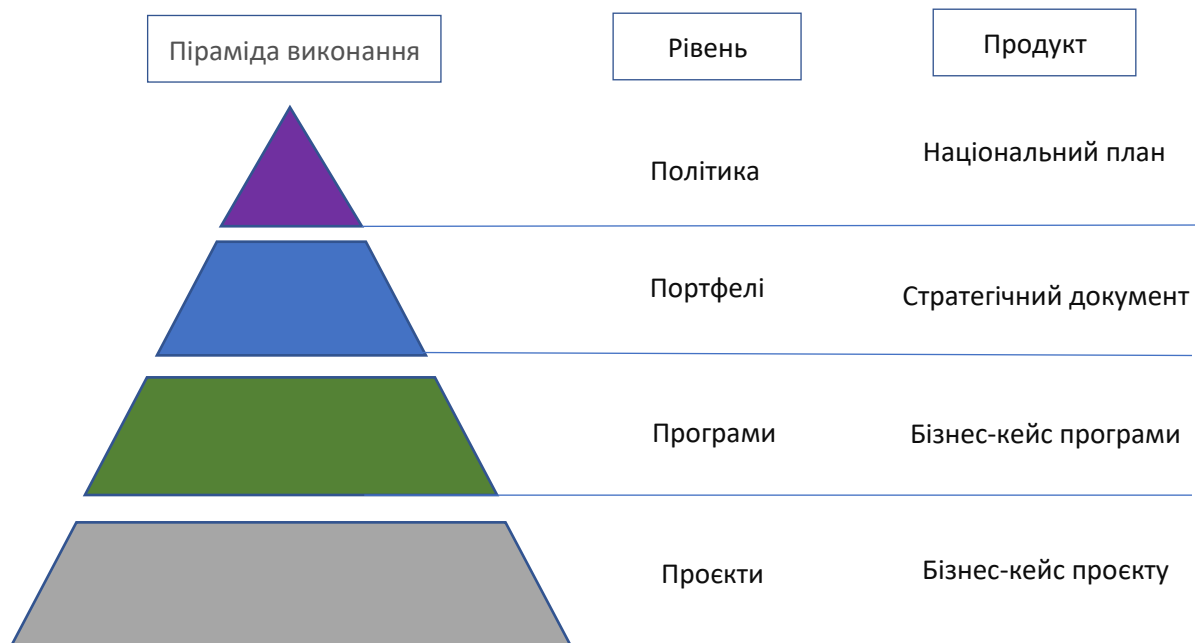 Піраміда виконання
Рівень
Продукт
Політика
Національний план
Портфелі
Стратегічний документ
Програми
Бізнес-кейс програми
Проєкти
Бізнес-кейс проєкту